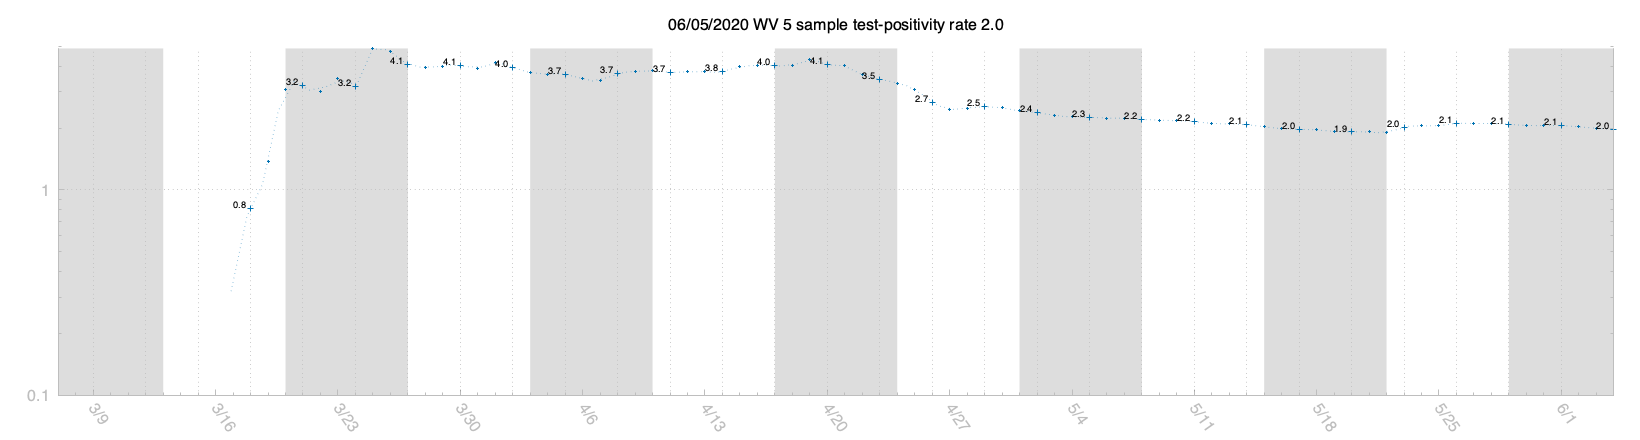 06/05/2020 WV 5 sample test-positivity rate 2.0
0.8 3.2 3.2 4.1 4.1 4.0 3.7 3.7 3.7 3.8 4.0 4.1 3.5 2.7 2.5 2.4 2.3 2.2 2.2 2.1 2.0 1.9 2.0 2.1 2.1 2.1 2.0
1
0.1
3/9 3/16 3/23 3/30 4/6 4/13 4/20 4/27 5/4 5/11 5/18 5/25 6/1